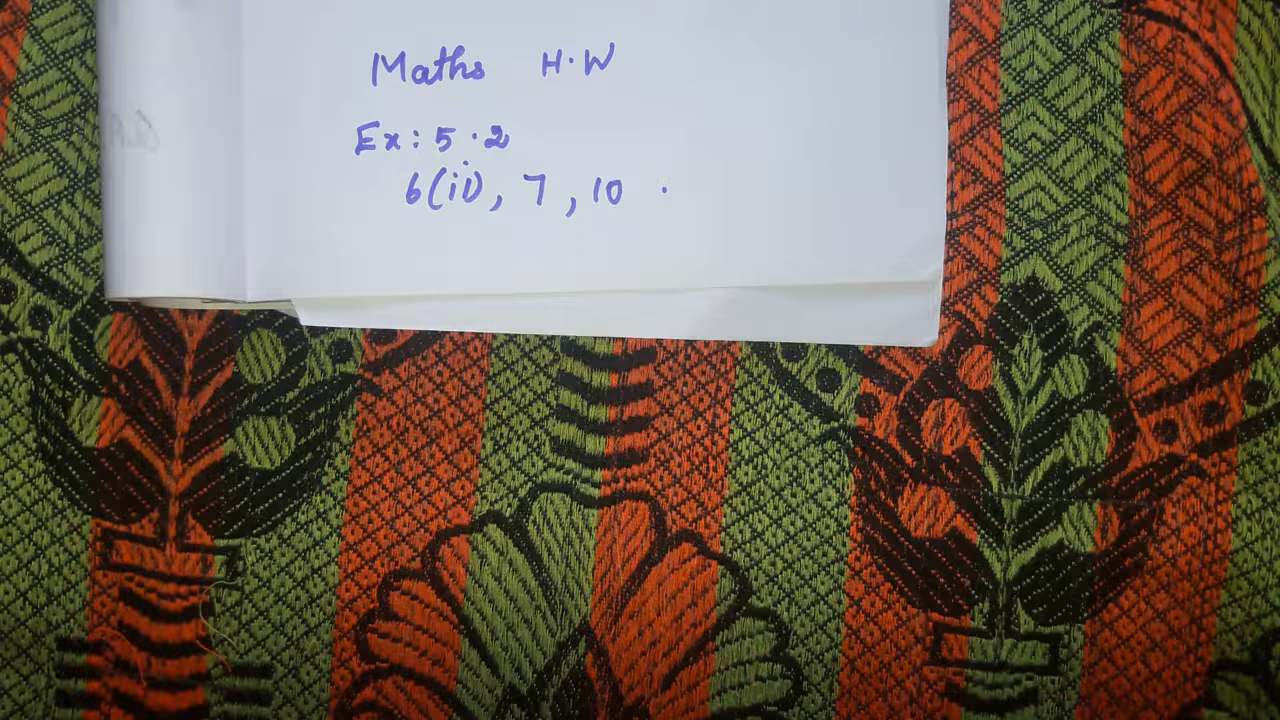 Maths H.W
Ex: 5.2
6(ii), 7, 10.